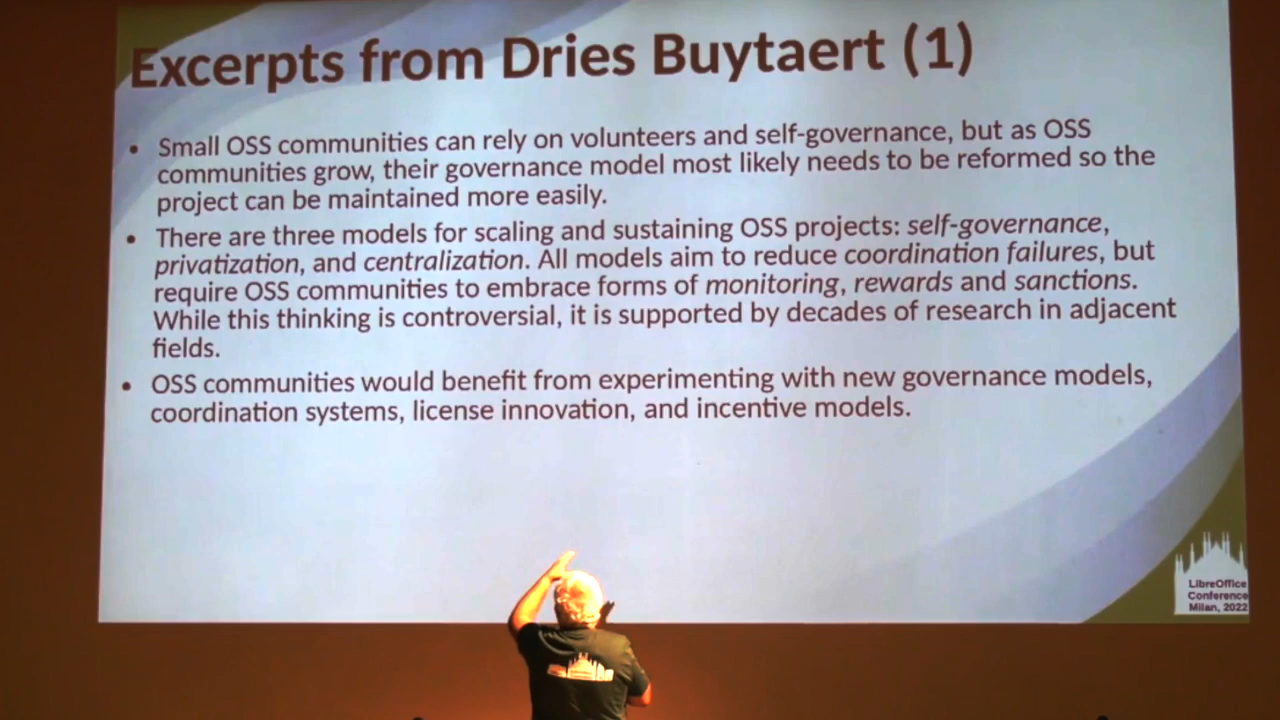 Excerpts from Dries Buytaert (1)
• Small OSS communities can rely on volunteers and self-governance, but as OSS
communities grow, their governance model most likely needs to be reformed so the
project can be maintained more easily.
• There are three models for scaling and sustaining OSS projects: self-governance,
privatization, and centralization. All models aim to reduce coordination failures, but
require OSS communities to embrace forms of monitoring, rewards and sanctions.
While this thinking is controversial, it is supported by decades of research in adjacent
fields.
• OSS communities would benefit from experimenting with new governance models,
coordination systems, license innovation, and incentive models.
LibreOffice
Conference
Milan, 2022